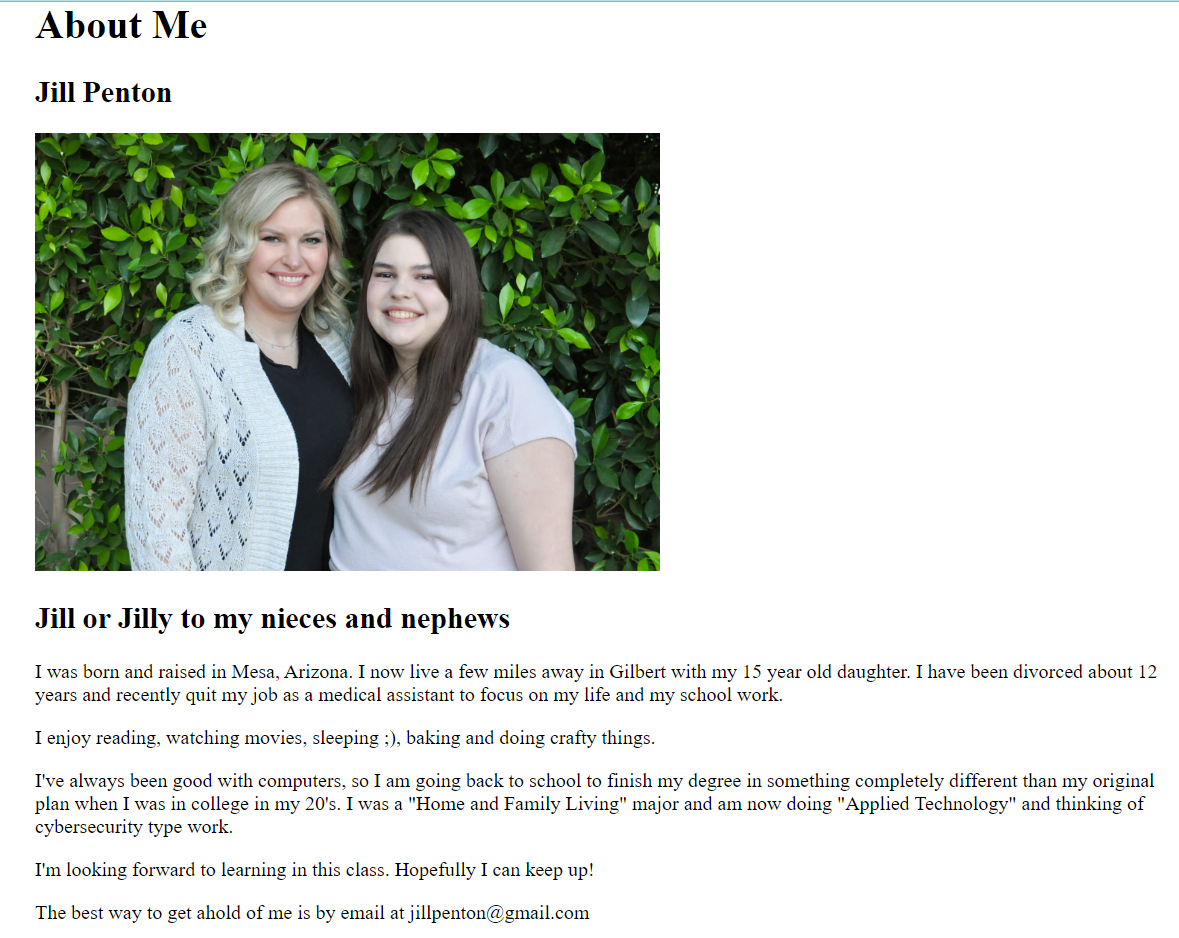 About Me
Jill Penton
Jill or Jilly to my nieces and nephews
I was born and raised in Mesa, Arizona. I now live a few miles away in Gilbert with my 15 year old daughter. I have been divorced about 12
years and recently quit my job as a medical assistant to focus on my life and my school work.
I enjoy reading, watching movies, sleeping ;), baking and doing crafty things.
I've always been good with computers, so I am going back to school to finish my degree in something completely different than my original
plan when I was in college in my 20's. I was a "Home and Family Living" major and am now doing "Applied Technology" and thinking of
cybersecurity type work.
I'm looking forward to learning in this class. Hopefully I can keep up!
The best way to get ahold of me is by email at jillpenton@gmail.com